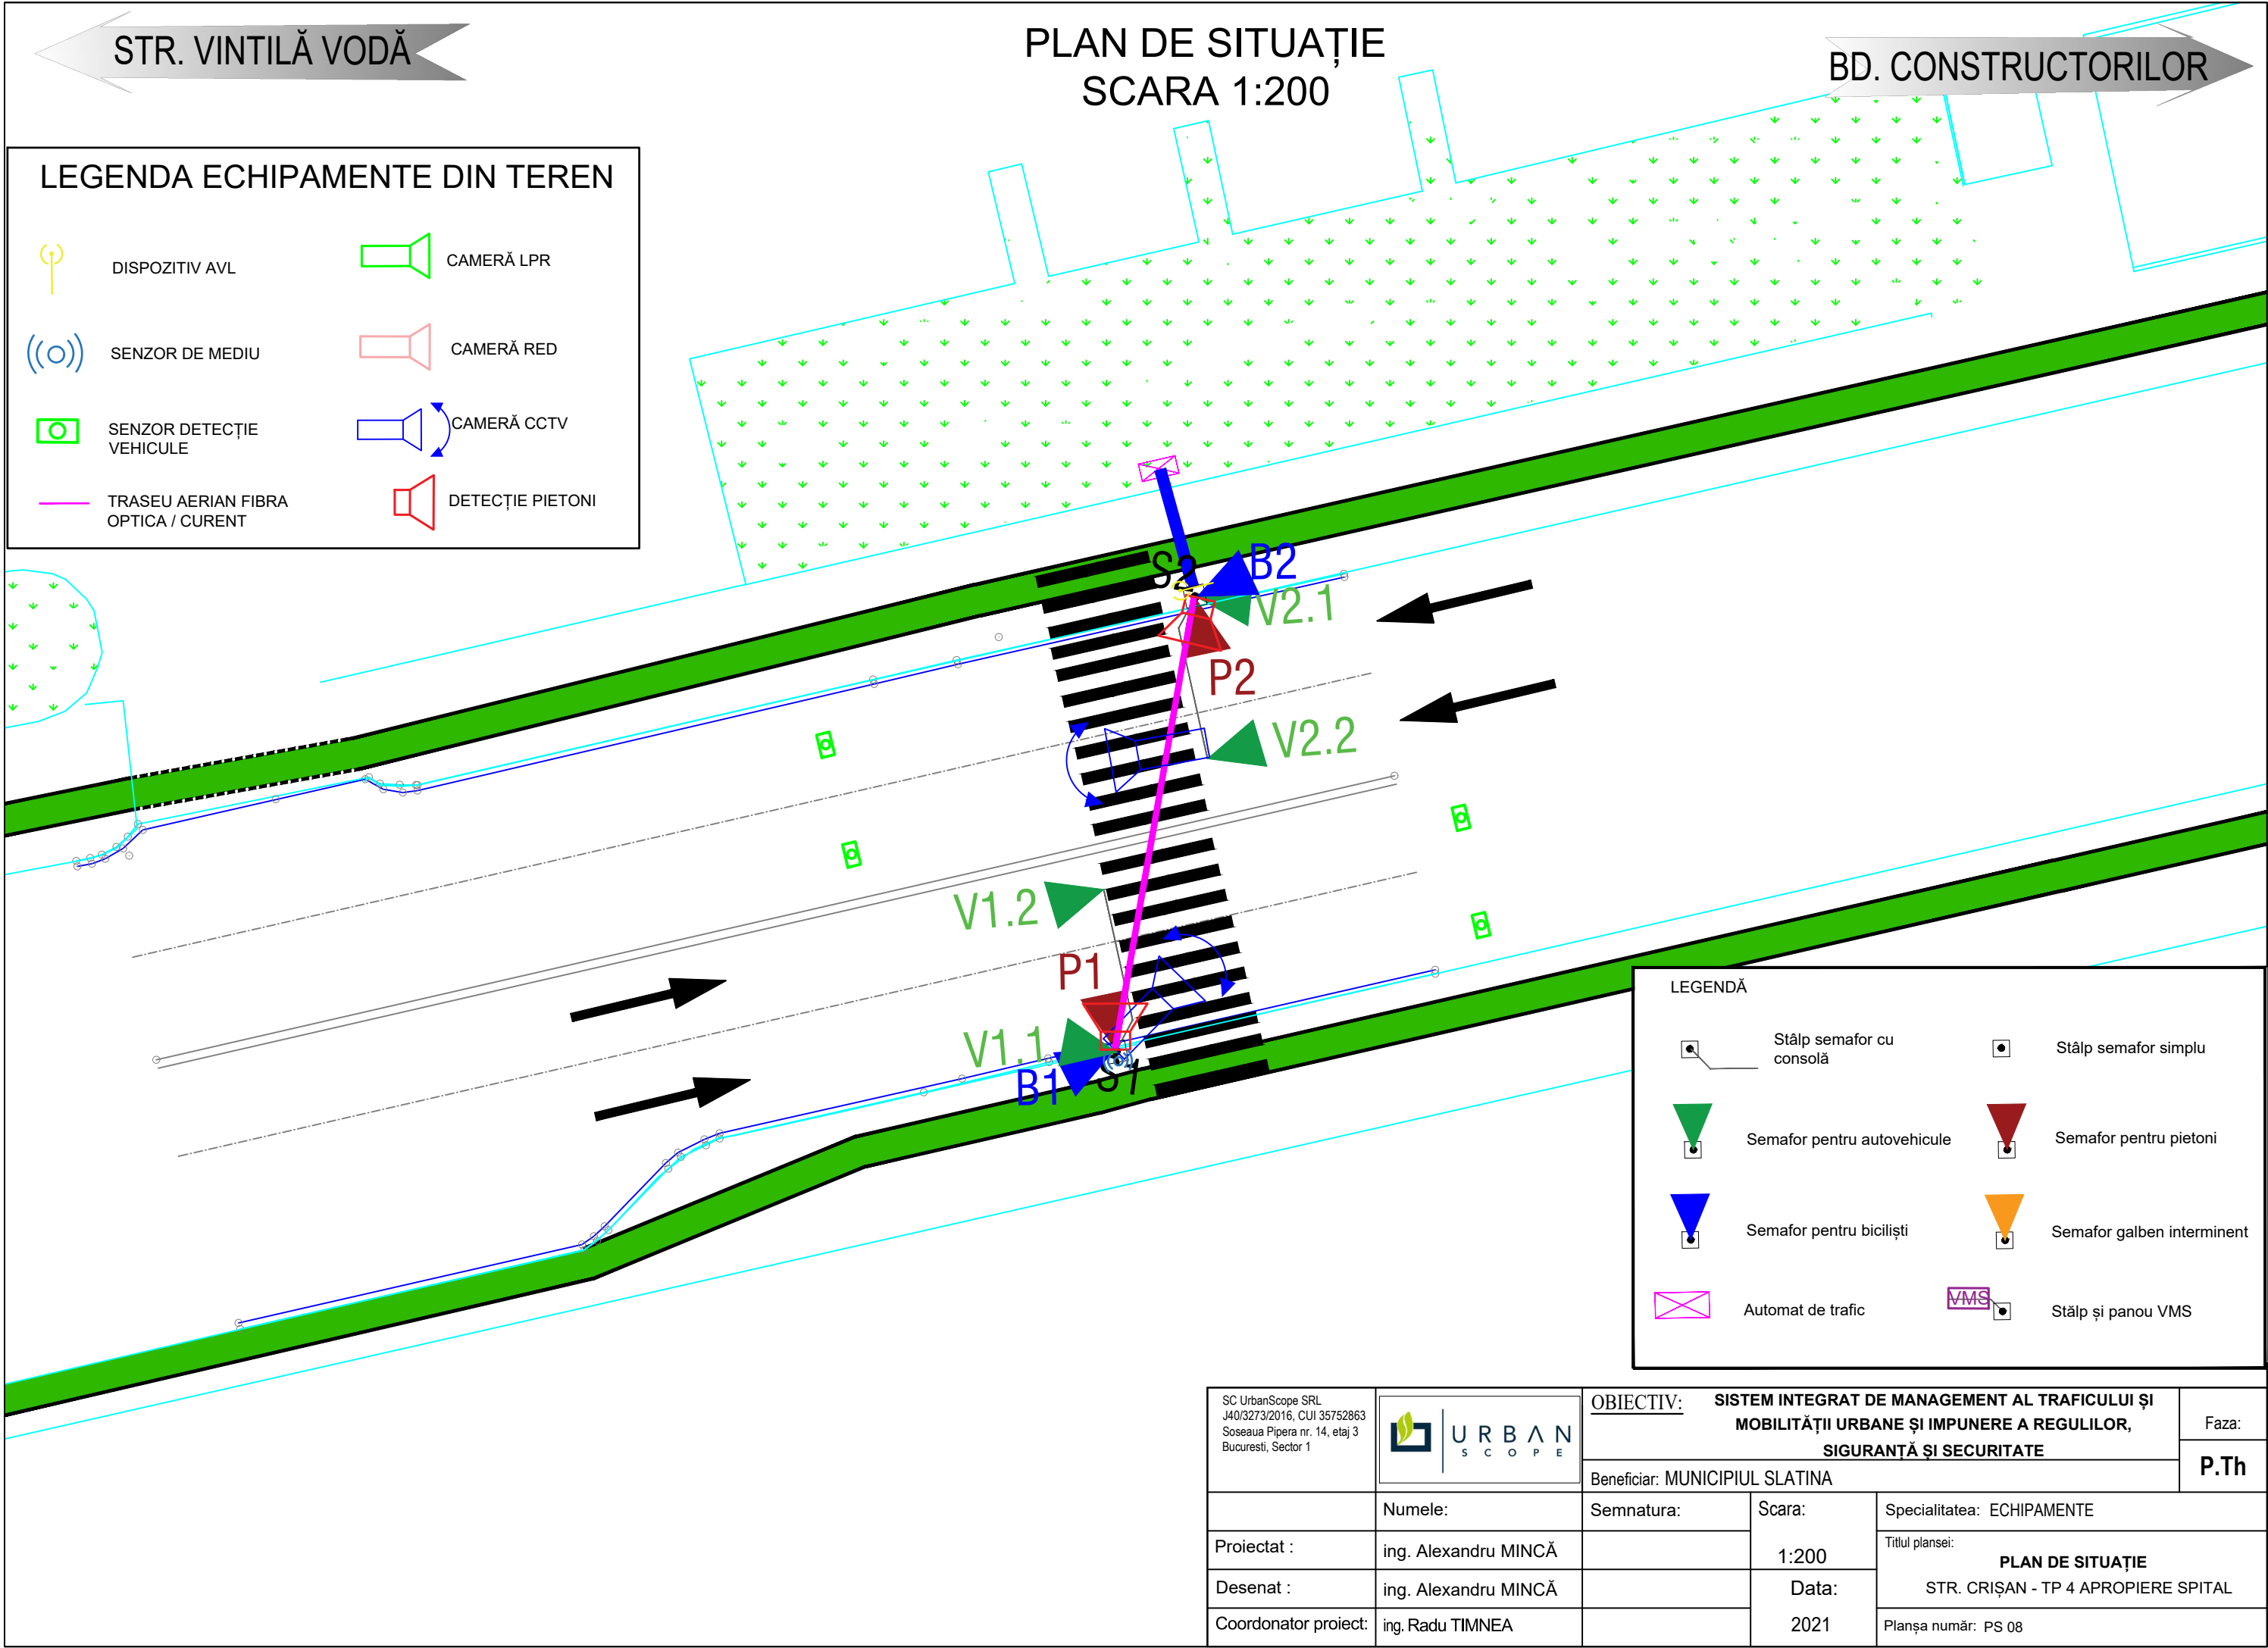 STR. VINTILĂ VODĂ
PLAN DE SITUAȚIE
SCARA 1:200
BD. CONSTRUCTORILOR
LEGENDA ECHIPAMENTE DIN TEREN
DISPOZITIV AVL
CAMERĂ LPR
SENZOR DE MEDIU
CAMERĂ RED
SENZOR DETECȚIE
VEHICULE
CAMERĂ CCTV
TRASEU AERIAN FIBRA
OPTICA / CURENT
DETECȚIE PIETONI
S2
B2
V2.1
P2
V2.2
V1.2
P1
V1.1
B1
S1
LEGENDĂ
Stâlp semafor cu
consolă
Stâlp semafor simplu
Semafor pentru autovehicule
Semafor pentru pietoni
Semafor pentru biciliști
Semafor galben interminent
Automat de trafic
VMS
Stâlp și panou VMS
SC UrbanScope SRL
J40/3273/2016, CUI 35752863
Soseaua Pipera nr. 14, etaj 3
Bucuresti, Sector 1
URBAN
SCOPE
OBIECTIV:
SISTEM INTEGRAT DE MANAGEMENT AL TRAFICULUI ȘI
MOBILITĂȚII URBANE ȘI IMPUNERE A REGULILOR,
SIGURANȚĂ ȘI SECURITATE
Beneficiar: MUNICIPIUL SLATINA
Faza:
P.Th
Numele:
Semnatura:
Scara:
1:200
Specialitatea: ECHIPAMENTE
Proiectat :
ing. Alexandru MINCĂ
Titlul plansei:
PLAN DE SITUAȚIE
STR. CRIȘAN - TP 4 APROPIERE SPITAL
Desenat :
ing. Alexandru MINCĂ
Data:
2021
Coordonator proiect:
ing. Radu TIMNEA
Planșa număr: PS 08